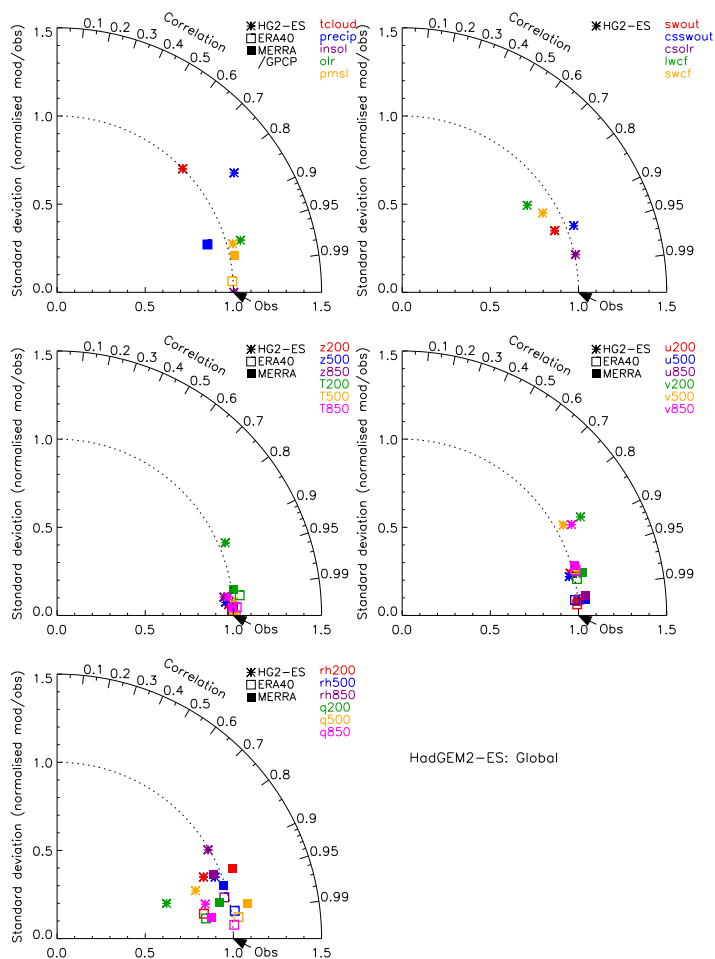 HG2-ES
ERA40
MERRA
/GPCP
tcloud
precip
insol
olr
pmsl
Correlation
0.1
0.2
0.3
0.4
0.5
0.6
0.7
0.8
0.9
0.95
0.99
Standard deviation (normalised mod/obs)
1.5
1.0
0.5
0.0
0.0
0.5
1.0
1.5
Obs
HG2-ES
swout
csswout
csolr
lwcf
swcf
Correlation
0.1
0.2
0.3
0.4
0.5
0.6
0.7
0.8
0.9
0.95
0.99
Standard deviation (normalised mod/obs)
1.5
1.0
0.5
0.0
0.0
0.5
1.0
1.5
Obs
HG2-ES
ERA40
MERRA
z200
z500
z850
T200
T500
T850
Correlation
0.1
0.2
0.3
0.4
0.5
0.6
0.7
0.8
0.9
0.95
0.99
Standard deviation (normalised mod/obs)
1.5
1.0
0.5
0.0
0.0
0.5
1.0
1.5
Obs
HG2-ES
ERA40
MERRA
u200
u500
u850
v200
v500
v850
Correlation
0.1
0.2
0.3
0.4
0.5
0.6
0.7
0.8
0.9
0.95
0.99
Standard deviation (normalised mod/obs)
1.5
1.0
0.5
0.0
0.0
0.5
1.0
1.5
Obs
HG2-ES
ERA40
MERRA
rh200
rh500
rh850
q200
q500
q850
Correlation
0.1
0.2
0.3
0.4
0.5
0.6
0.7
0.8
0.9
0.95
0.99
Standard deviation (normalised mod/obs)
1.5
1.0
0.5
0.0
0.0
0.5
1.0
1.5
Obs
HadGEM2-ES: Global